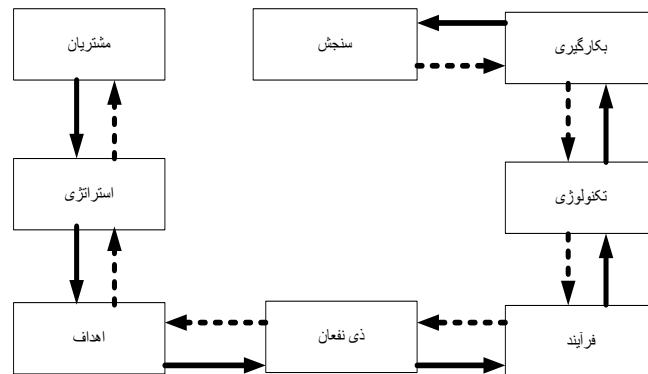 مشتریان
سنجش
بکارگیری
استراتژی
تکنولوژی
اهداف
ذی نفعان
فرآیند